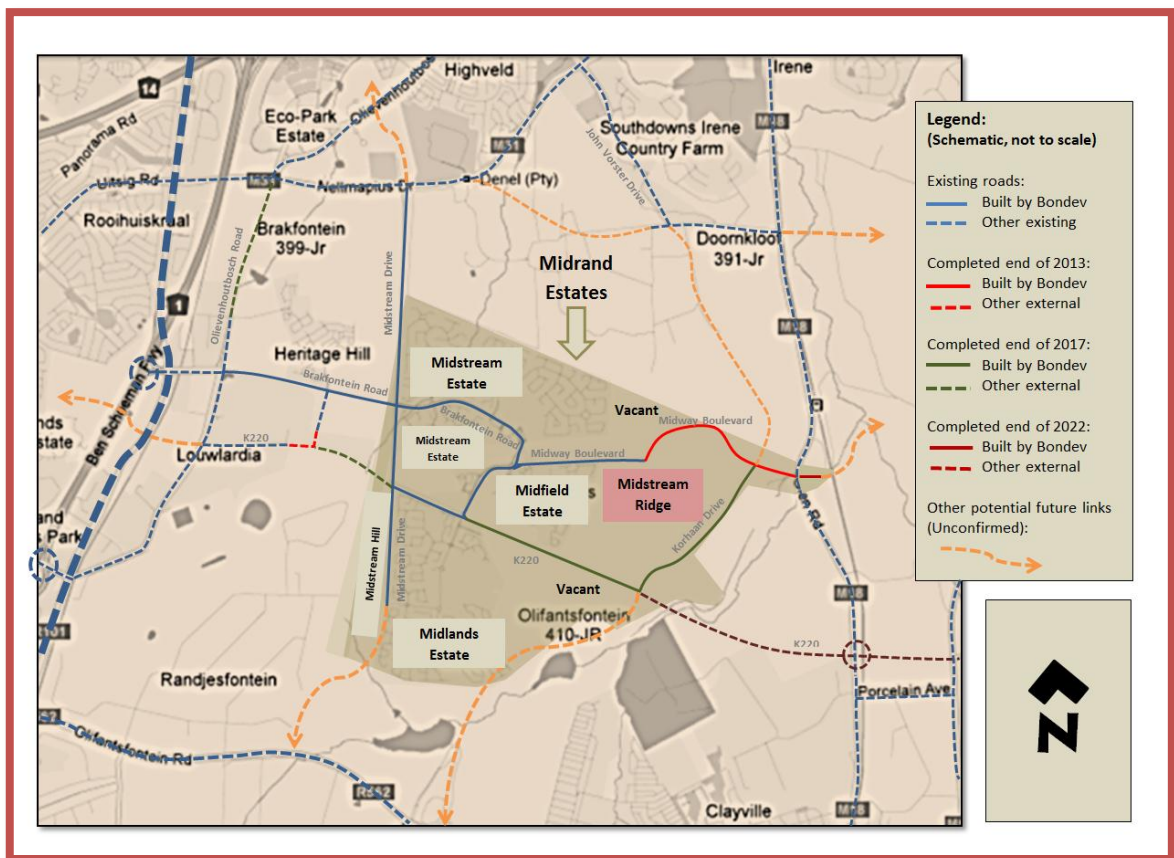 Highveld
Irene
14
Panorama Rd
Eco-Park
Estate
Southdowns Irene
Country Farm
M51
John Vorster Drive
Uitsig Rd
Nellmapius Dr
Denel (Pty)
Rooihuiskraal
Brakfontein
399-Jr
Doornkloof
391-Jr
Olievenhoutbosch Road
Midstream Drive
Midrand
Estates
1
Heritage Hill
Midstream
Estate
Ben Schoeman Fwy
Brakfontein Road
Brakfontein Road
Vacant
Midway Boulevard
K220
Louwlardia
Midstream
Estate
Midway Boulevard
Midfield
Estate
Midstream
Ridge
Korhaan Drive
Midstream Hill
Midstream Drive
K220
Vacant
Olifantsfontein
410-JR
Midlands
Estate
K220
R101
Randjesfontein
Porcelain Ave
Olifantsfontein Rd
R562
Clayville
Legend:
(Schematic, not to scale)
Existing roads:
Built by Bondev
Other existing
Completed end of 2013:
Built by Bondev
Other external
Completed end of 2017:
Built by Bondev
Other external
Completed end of 2022:
Built by Bondev
Other external
Other potential future links
(Unconfirmed):
N